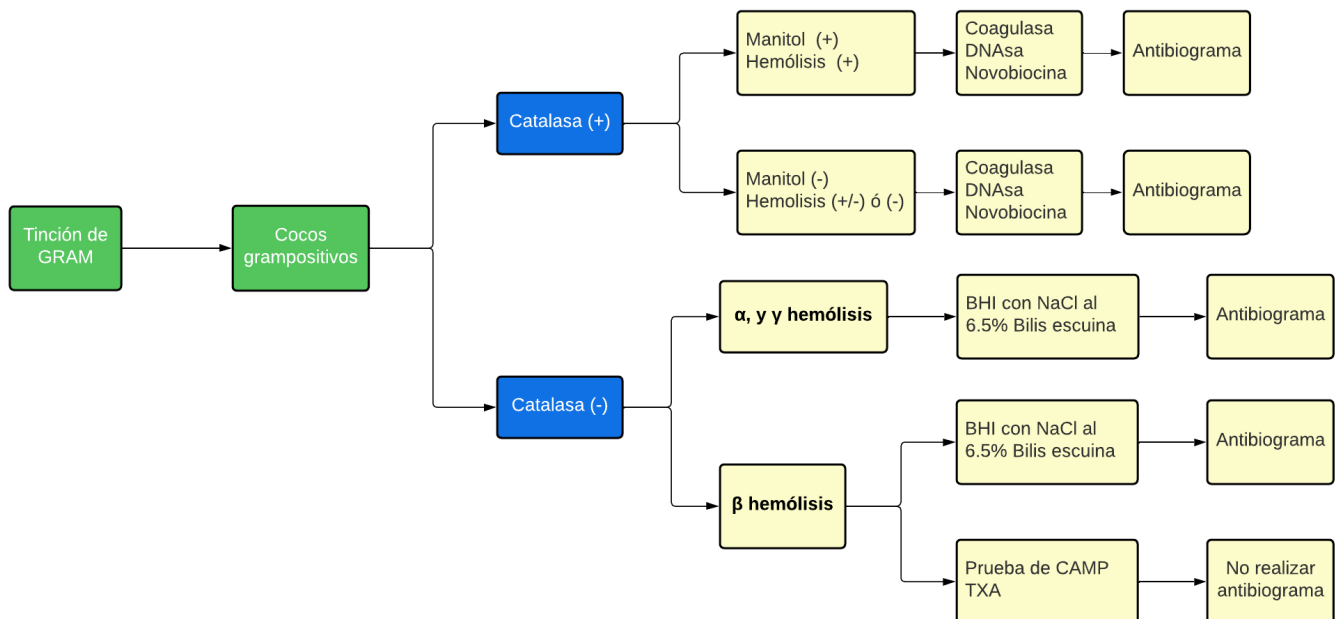 Tinción de
GRAM
Cocos
grampositivos
Catalasa (+)
Manitol  (+)
Hemólisis  (+)
Coagulasa
DNAsa
Novobiocina
Antibiograma
Manitol (-)
Hemolisis (+/-) ó (-)
Coagulasa
DNAsa
Novobiocina
Antibiograma
Catalasa (-)
α, y γ hemólisis
BHI con NaCl al
6.5% Bilis escuina
Antibiograma
β hemólisis
BHI con NaCl al
6.5% Bilis escuina
Antibiograma
Prueba de CAMP
TXA
No realizar
antibiograma